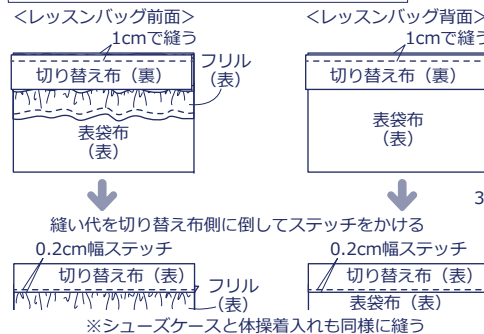 <レッスンバッグ前面>
1cmで縫う
切り替え布（裏）
フリル
（表）
表袋布
（表）
<レッスンバッグ背面>
1cmで縫う
切り替え布（裏）
表袋布
（表）
3
縫い代を切り替え布側に倒してステッチをかける
0.2cm幅ステッチ
切り替え布（表）
フリル
（表）
0.2cm幅ステッチ
切り替え布（表）
表袋布（表）
※シューズケースと体操着入れも同様に縫う